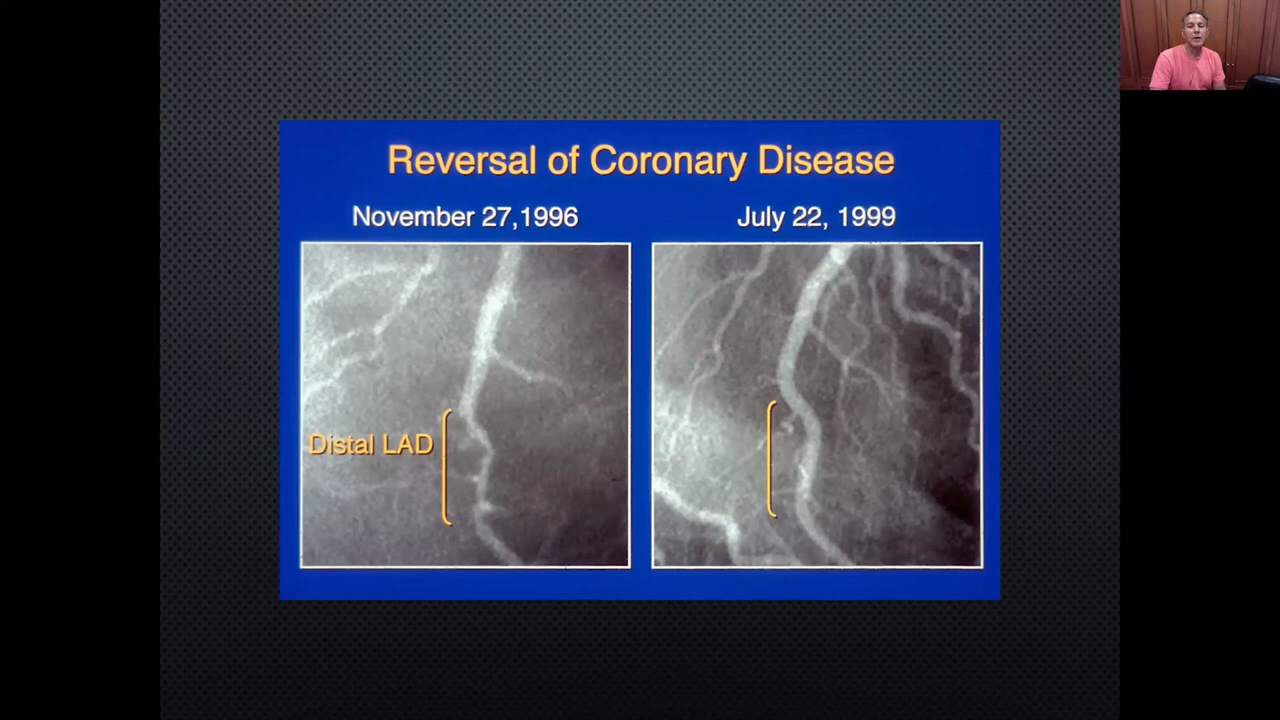 Reversal of Coronary Disease
November 27,1996
July 22, 1999
Distal LAD